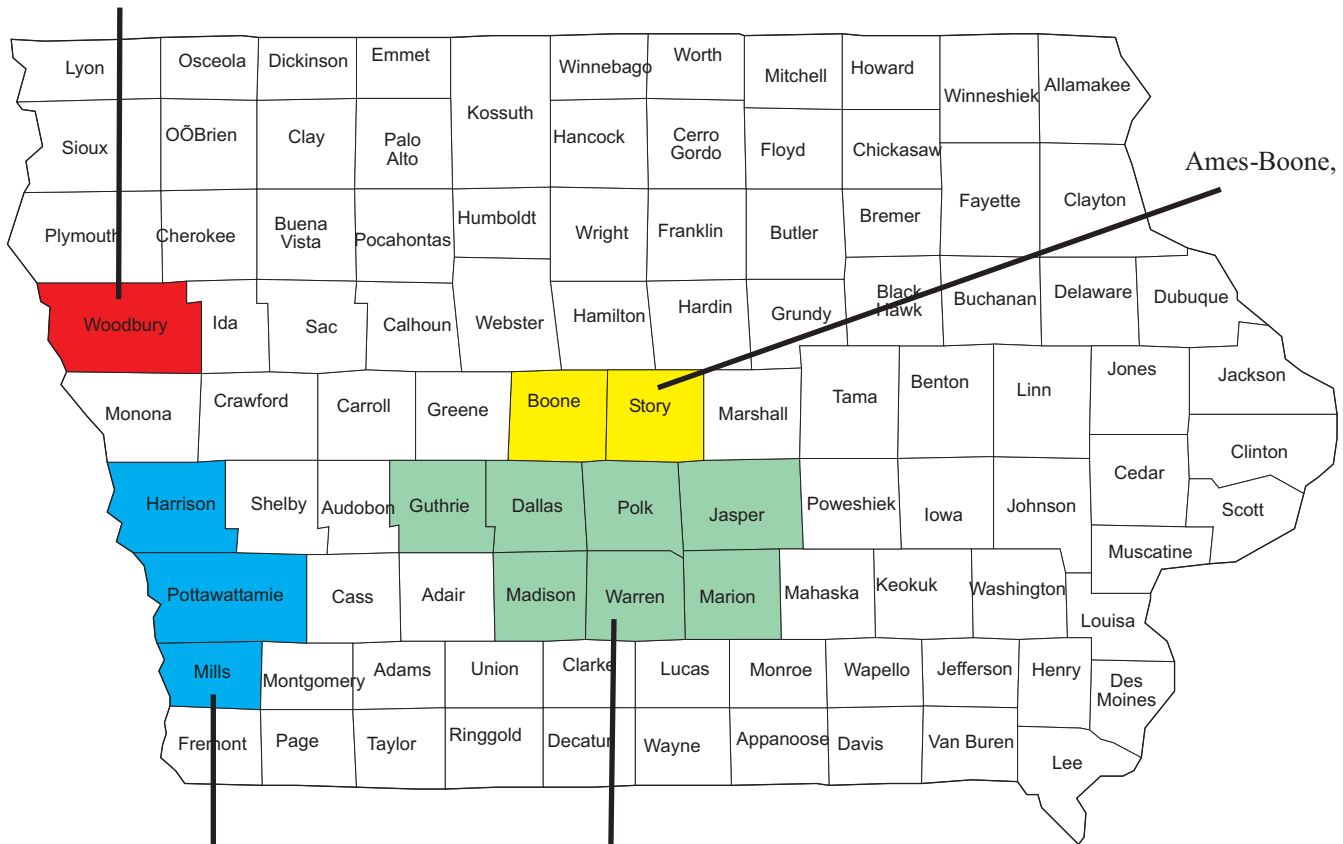 Lyon
Osceola
Dickinson
Emmet
Winnebago
Worth
Mitchell
Howard
Winneshiek
Allamakee
Kossuth
Sioux
OÕBrien
Clay
Palo
Alto
Hancock
Cerro
Gordo
Floyd
Chickasaw
Ames-Boone,
Plymouth
Cherokee
Buena
Vista
Pocahontas
Humboldt
Wright
Franklin
Butler
Bremer
Fayette
Clayton
Woodbury
Ida
Sac
Calhoun
Webster
Hamilton
Hardin
Grundy
Black
Hawk
Buchanan
Delaware
Dubuque
Monona
Crawford
Carroll
Greene
Boone
Story
Marshall
Tama
Benton
Linn
Jones
Jackson
Clinton
Harrison
Shelby
Audobon
Guthrie
Dallas
Polk
Jasper
Poweshiek
Iowa
Johnson
Cedar
Scott
Muscatine
Pottawattamie
Cass
Adair
Madison
Warren
Marion
Mahaska
Keokuk
Washington
Louisa
Mills
Montgomery
Adams
Union
Clarke
Lucas
Monroe
Wapello
Jefferson
Henry
Des
Moines
Fremont
Page
Taylor
Ringgold
Decatur
Wayne
Appanoose
Davis
Van Buren
Lee